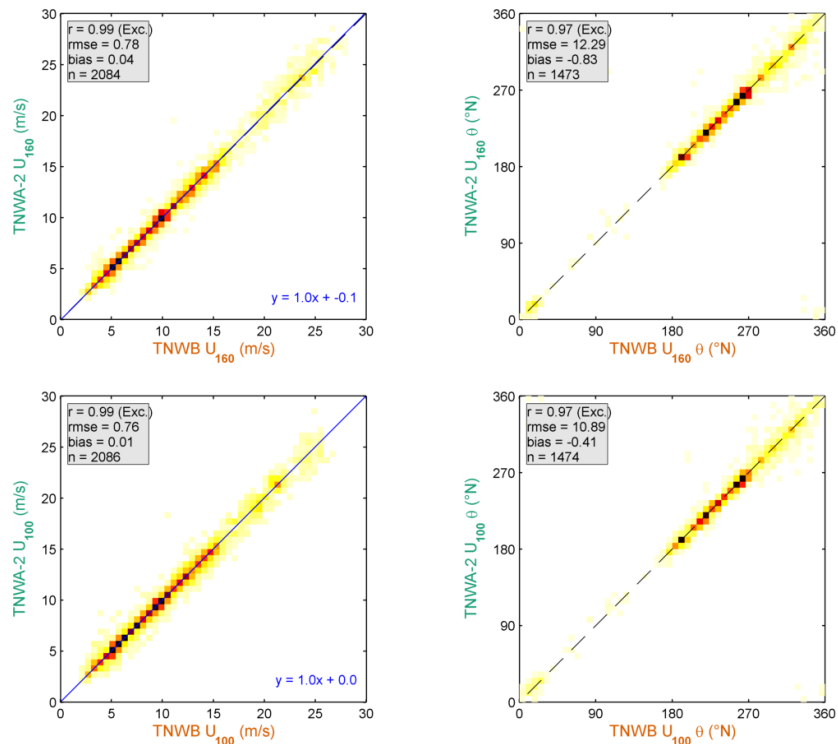 r = 0.99 (Exc.)
rmse = 0.78
bias = 0.04
n = 2084
30
25
20
15
10
5
0
TNWA-2 U160 (m/s)
y = 1.0x + -0.1
0 5 10 15 20 25 30
TNWB U160 (m/s)
r = 0.97 (Exc.)
rmse = 12.29
bias = -0.83
n = 1473
360
270
180
90
0
TNWA-2 U160 θ (°N)
0 90 180 270 360
TNWB U160 θ (°N)
r = 0.99 (Exc.)
rmse = 0.76
bias = 0.01
n = 2086
30
25
20
15
10
5
0
TNWA-2 U100 (m/s)
y = 1.0x + 0.0
0 5 10 15 20 25 30
TNWB U100 (m/s)
r = 0.97 (Exc.)
rmse = 10.89
bias = -0.41
n = 1474
360
270
180
90
0
TNWA-2 U100 θ (°N)
0 90 180 270 360
TNWB U100 θ (°N)